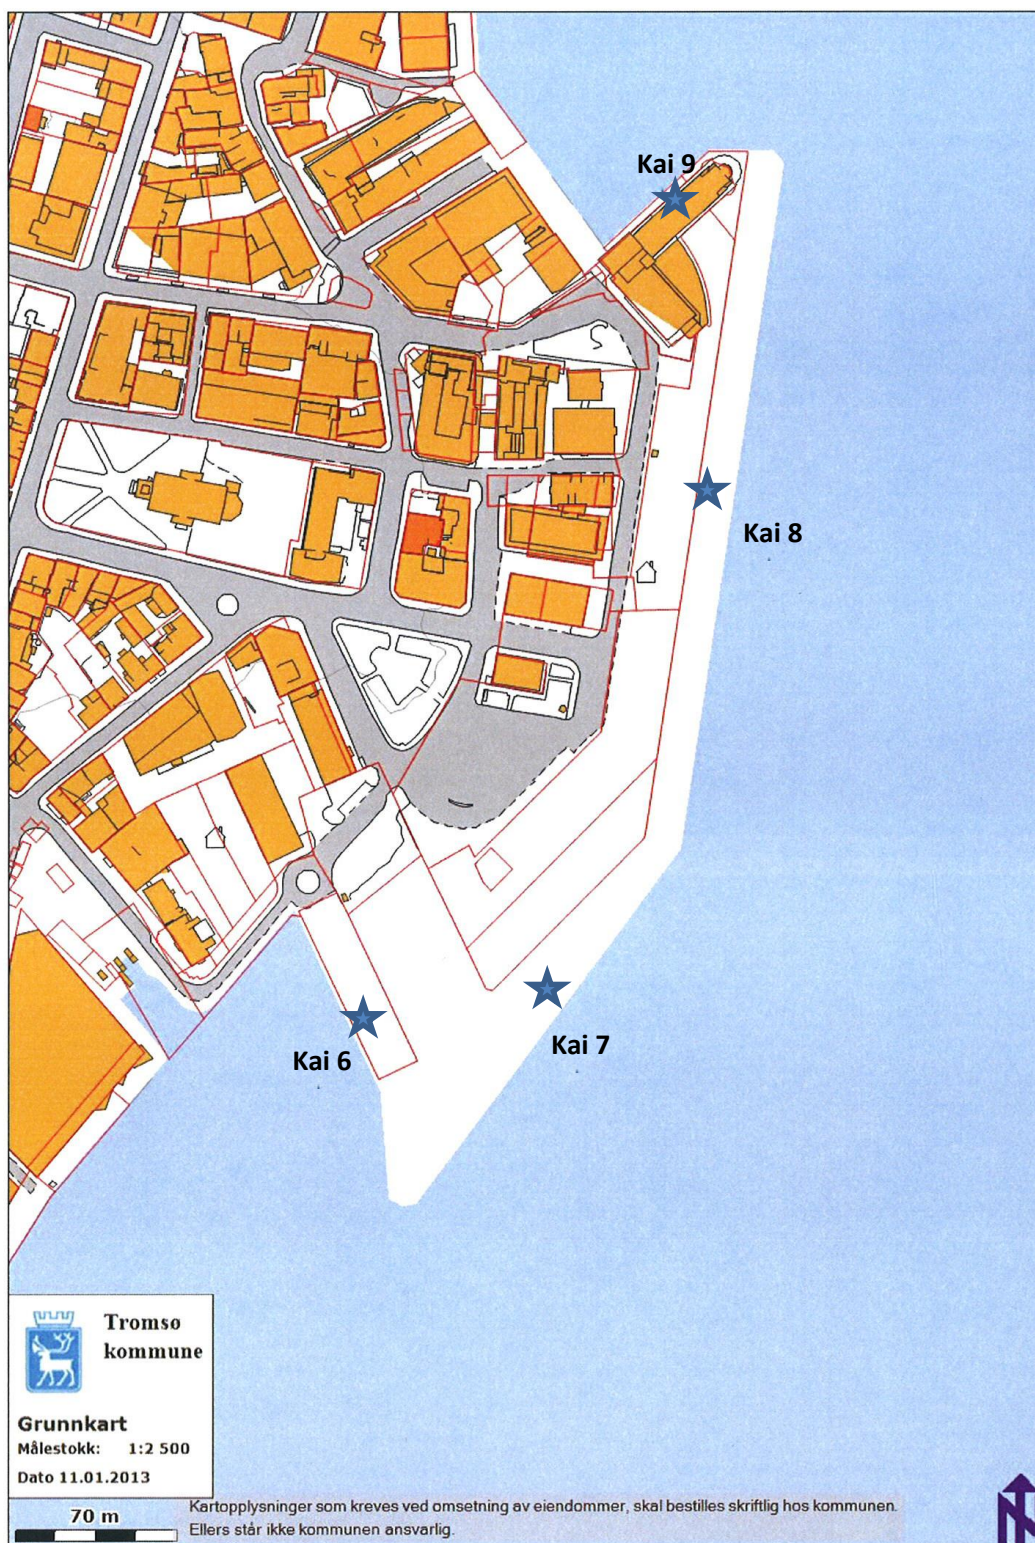 Kai 9
Kai 8
Kai 7
Kai 6
Tromsø
kommune
Grunnkart
Målestokk: 1:2 500
Dato 11.01.2013
70 m
Kartopplysninger som kreves ved omsetning av eiendommer, skal bestilles skriftlig hos kommunen.
Ellers står ikke kommunen ansvarlig.
N